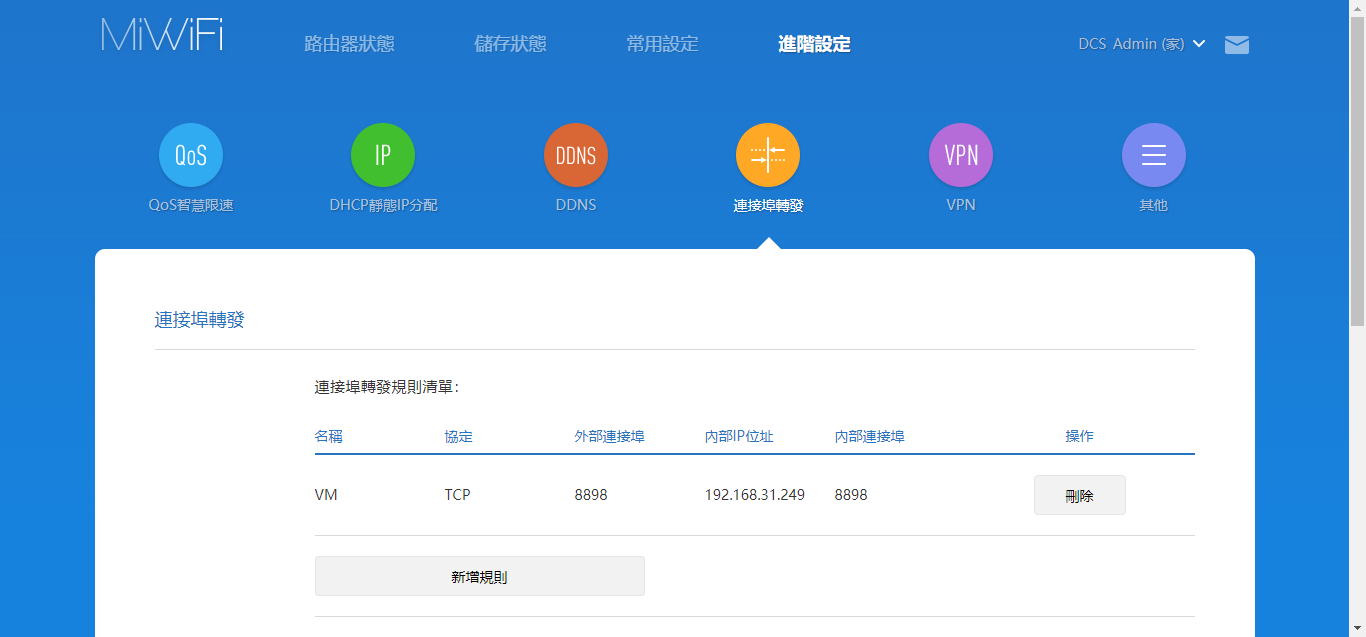 MiWiFi
路由器狀態 儲存狀態 常用設定 進階設定 DCS Admin (家)
QoS IP DDNS VPN
QoS智慧限速 DHCP靜態IP分配 DDNS 連接埠轉發 VPN 其他
連接埠轉發
連接埠轉發規則清單：
名稱 協定 外部連接埠 內部IP位址 內部連接埠 操作
VM TCP 8898 192.168.31.249 8898 刪除
新增規則